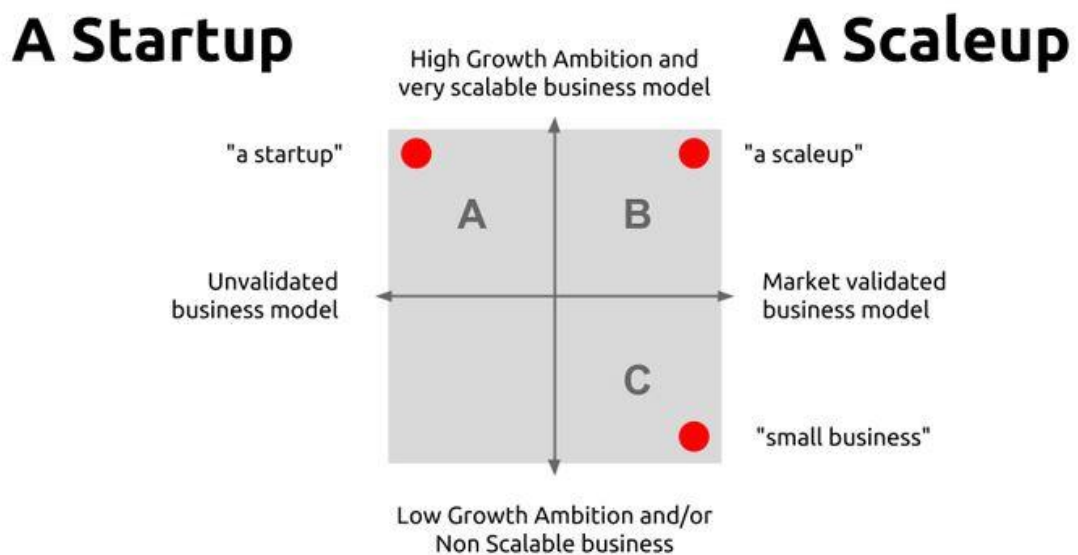 A Startup
A Scaleup
High Growth Ambition and
very scalable business model
"a startup"
"a scaleup"
A
B
Unvalidated
business model
Market validated
business model
C
"small business"
Low Growth Ambition and/or
Non Scalable business